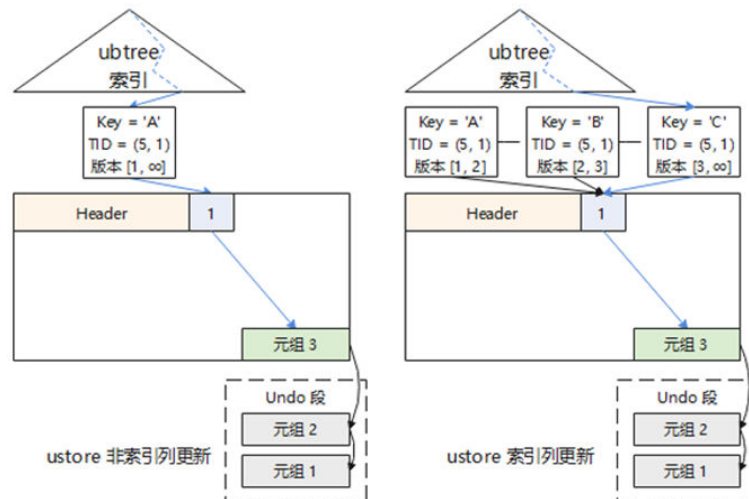 ubtree
索引
Key = 'A'
TID = (5, 1)
版本 [1, ∞]
Header
1
元组 3
Undo 段
元组 2
元组 1
ustore 非索引列更新
ubtree
索引
Key = 'A'
TID = (5, 1)
版本 [1, 2]
Key = 'B'
TID = (5, 1)
版本 [2, 3]
Key = 'C'
TID = (5, 1)
版本 [3, ∞]
Header
1
元组 3
Undo 段
元组 2
元组 1
ustore 索引列更新